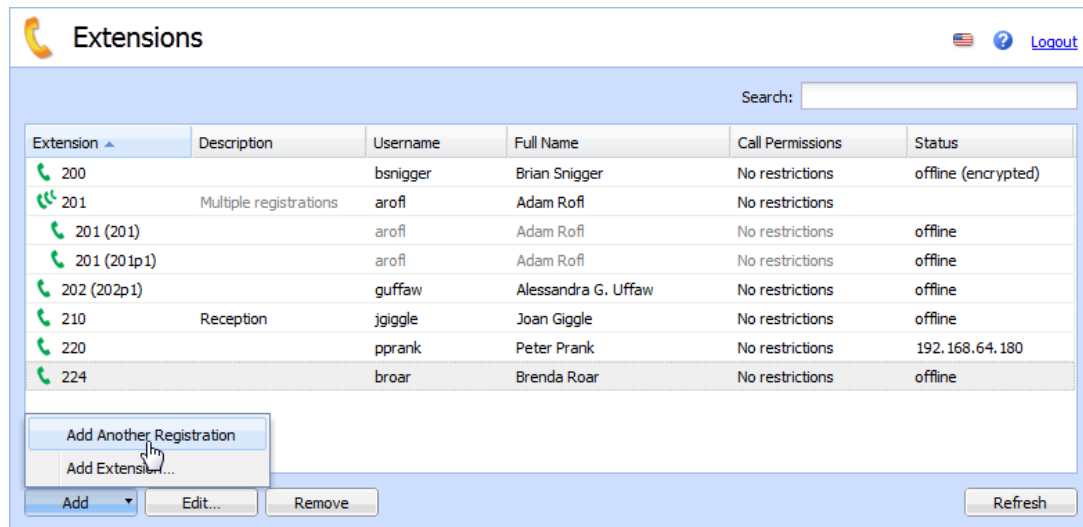 Extensions
Logout
Search:
Extension Description Username Full Name Call Permissions Status
200 bsnigger Brian Snigger No restrictions offline (encrypted)
201 Multiple registrations arofl Adam Rofl No restrictions
201 (201) arofl Adam Rofl No restrictions offline
201 (201p1) arofl Adam Rofl No restrictions offline
202 (202p1) guffaw Alessandra G. Uffaw No restrictions offline
210 Reception jgiggle Joan Giggle No restrictions offline
220 pprank Peter Prank No restrictions 192.168.64.180
224 broar Brenda Roar No restrictions offline
Add Another Registration
Add Extension...
Add Edit... Remove Refresh